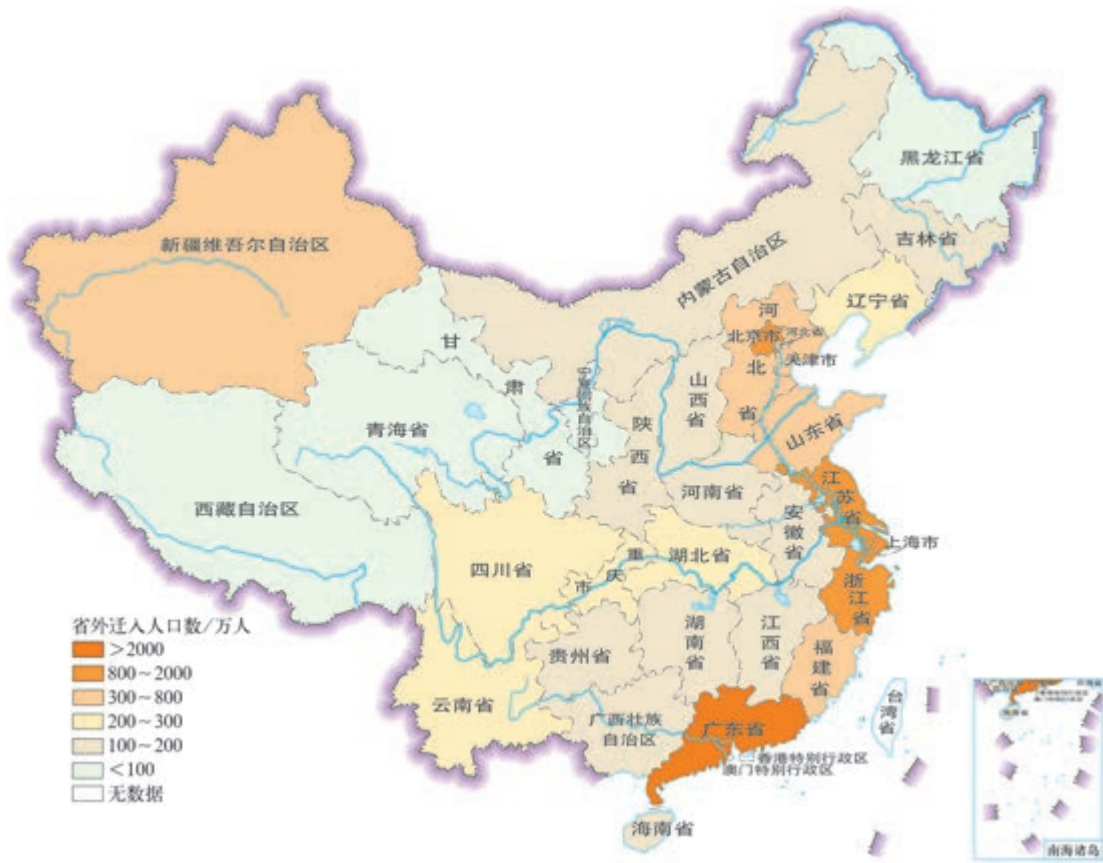 黑龙江省
吉林省
辽宁省
内蒙古自治区
新疆维吾尔自治区
河北省
北京市
河北省
天津市
甘肃省
宁夏回族自治区
山西省
陕西省
青海省
山东省
西藏自治区
河南省
江苏省
安徽省
上海市
四川省
重庆市
湖北省
浙江省
湖南省
江西省
贵州省
福建省
云南省
台湾省
广西壮族
自治区
广东省
香港特别行政区
澳门特别行政区
海南省
省外迁入人口数/万人
>2000
800~2000
300~800
200~300
100~200
<100
无数据
南海诸岛